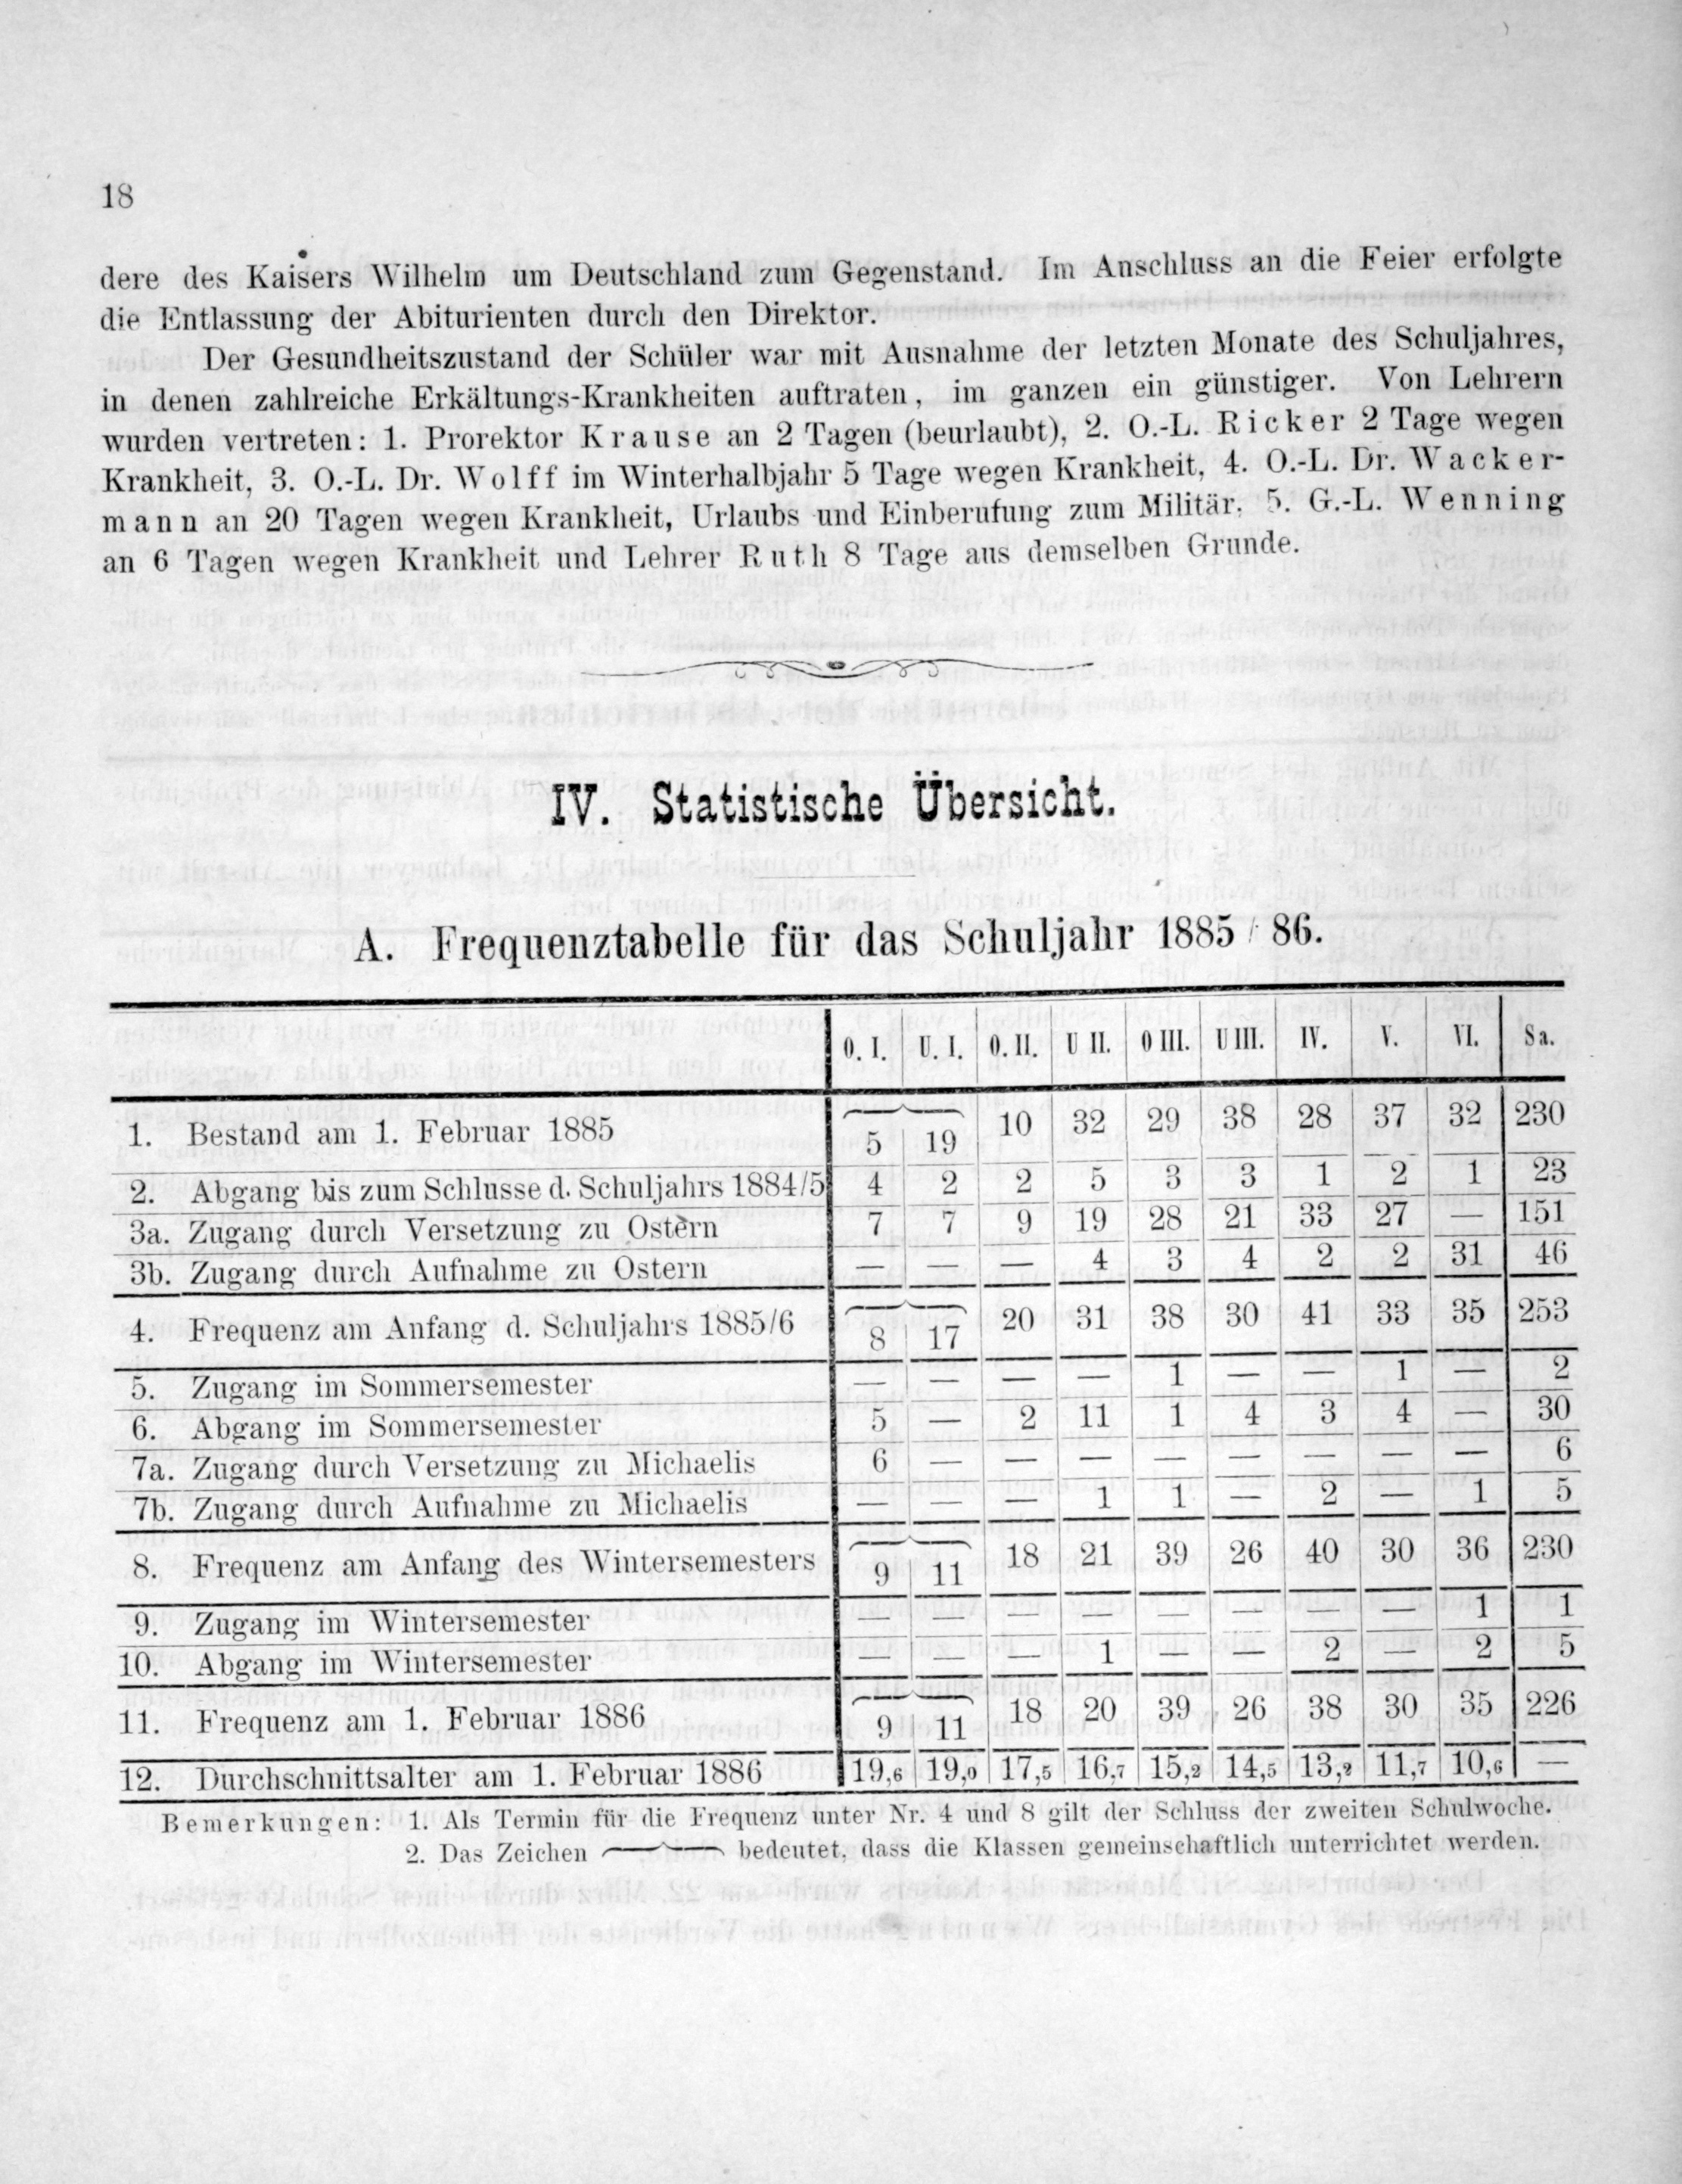 18
dere des Kaisers Wilhelm um Deutschland zum Gegenstand. Im Anschluss an die Feier erfolgte
die Entlassung der Abiturienten durch den Direktor.
Der Gesundheitszustand der Schüler war mit Ausnahme der letzten Monate des Schuljahres,
in denen zahlreiche Erkältungs-Krankheiten auftraten, im ganzen ein günstiger. Von Lehrern
wurden vertreten: 1. Prorektor Krause an 2 Tagen (beurlaubt), 2. O.-L. Ricker 2 Tage wegen
Krankheit, 3. O.-L. Dr. Wolff im Winterhalbjahr 5 Tage wegen Krankheit, 4. O.-L. Dr. Wacker-
mann an 20 Tagen wegen Krankheit, Urlaubs und Einberufung zum Militär, 5. G.-L. Wenning
an 6 Tagen wegen Krankheit und Lehrer Ruth 8 Tage aus demselben Grunde.
IV. Statistische Übersicht.
A. Frequenztabelle für das Schuljahr 1885/86.
O. I. U. I. O. II. U II. O III. U III. IV. V. VI. Sa.
1. Bestand am 1. Februar 1885 5 19 10 32 29 38 28 37 32 230
2. Abgang bis zum Schlusse d. Schuljahrs 1884/5 4 2 2 5 3 3 1 2 1 23
3a. Zugang durch Versetzung zu Ostern 7 7 9 19 28 21 33 27 — 151
3b. Zugang durch Aufnahme zu Ostern — — — 4 3 4 2 2 31 46
4. Frequenz am Anfang d. Schuljahrs 1885/6 8 17 20 31 38 30 41 33 35 253
5. Zugang im Sommersemester — — — — 1 — — 1 — 2
6. Abgang im Sommersemester 5 — 2 11 1 4 3 4 — 30
7a. Zugang durch Versetzung zu Michaelis 6 — — — — — — — — 6
7b. Zugang durch Aufnahme zu Michaelis — — — 1 1 — 2 — 1 5
8. Frequenz am Anfang des Wintersemesters 9 11 18 21 39 26 40 30 36 230
9. Zugang im Wintersemester — — — — — — — — 1 1
10. Abgang im Wintersemester — — — 1 — — 2 — 2 5
11. Frequenz am 1. Februar 1886 9 11 18 20 39 26 38 30 35 226
12. Durchschnittsalter am 1. Februar 1886 19,6 19,0 17,5 16,7 15,2 14,5 13,2 11,7 10,6 —
Bemerkungen: 1. Als Termin für die Frequenz unter Nr. 4 und 8 gilt der Schluss der zweiten Schulwoche.
2. Das Zeichen ⏞ bedeutet, dass die Klassen gemeinschaftlich unterrichtet werden.